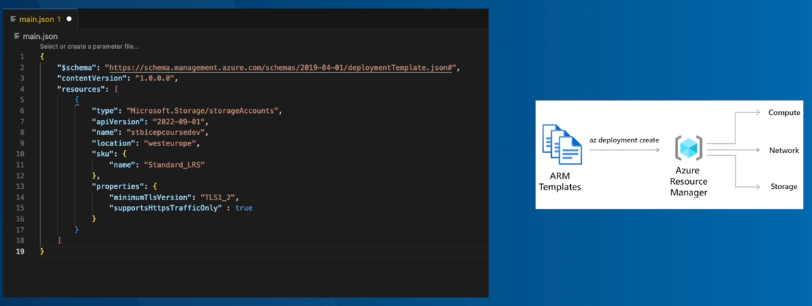 main.json 1
main.json
Select or create a parameter file...
1 {
2 "$schema": "https://schema.management.azure.com/schemas/2019-04-01/deploymentTemplate.json#",
3 "contentVersion": "1.0.0.0",
4 "resources": [
5 {
6 "type": "Microsoft.Storage/storageAccounts",
7 "apiVersion": "2022-09-01",
8 "name": "stbicepcoursedev",
9 "location": "westeurope",
10 "sku": {
11 "name": "Standard_LRS"
12 },
13 "properties": {
14 "minimumTlsVersion": "TLS1_2",
15 "supportsHttpsTrafficOnly" : true
16 }
17 }
18 ]
19 }
ARM
Templates
az deployment create
Azure
Resource
Manager
Compute
Network
Storage